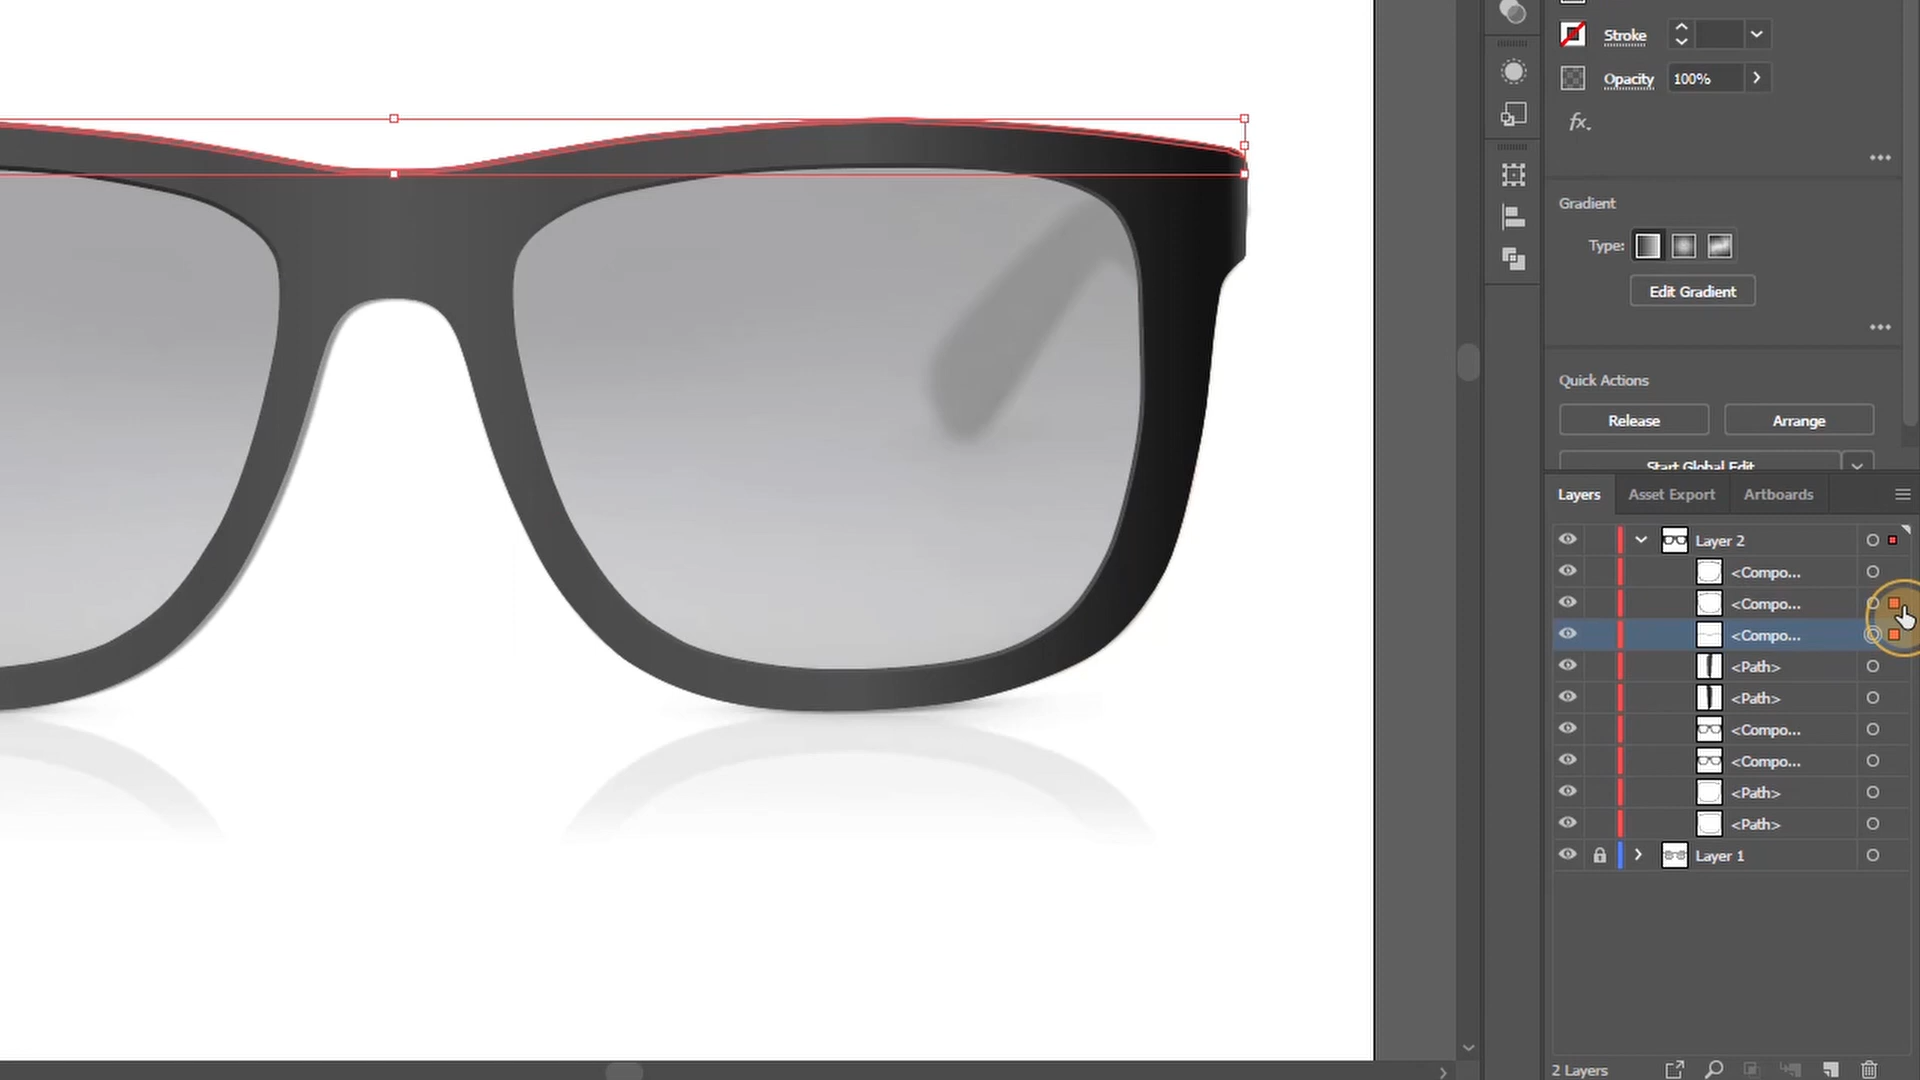 Stroke
Opacity 100%
fx.
Gradient
Type:
Edit Gradient
Quick Actions
Release Arrange
Start Global Edit
Layers Asset Export Artboards
Layer 2
<Compo...
<Compo...
<Compo...
<Path>
<Path>
<Compo...
<Compo...
<Path>
<Path>
Layer 1
2 Layers